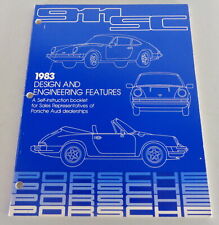 911 SC
1983
DESIGN AND
ENGINEERING FEATURES
A Self-instruction booklet
for Sales Representatives of
Porsche Audi dealerships
PORSCHE